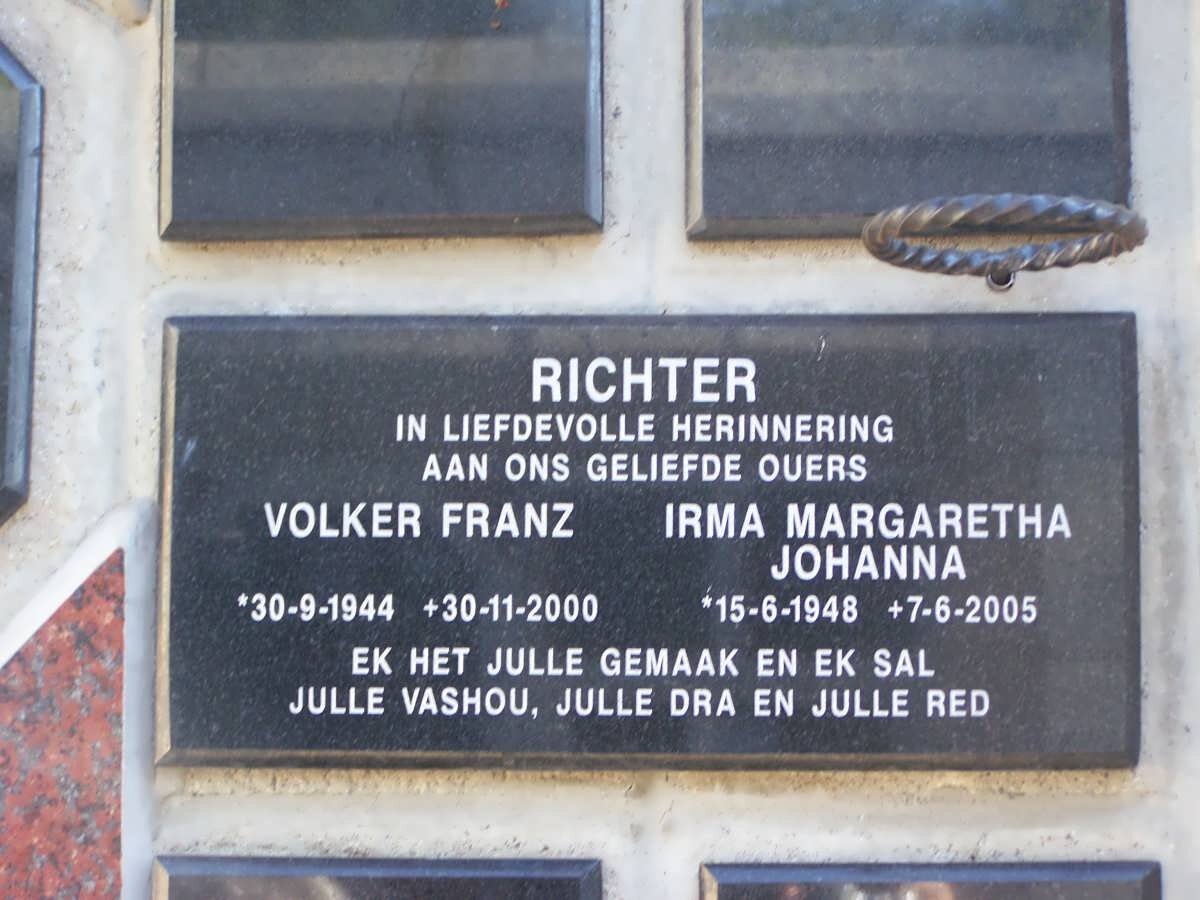 RICHTER
IN LIEFDEVOLLE HERINNERING
AAN ONS GELIEFDE OUERS
VOLKER FRANZ IRMA MARGARETHA
JOHANNA
*30-9-1944 +30-11-2000 *15-6-1948 +7-6-2005
EK HET JULLE GEMAAK EN EK SAL
JULLE VASHOU, JULLE DRA EN JULLE RED